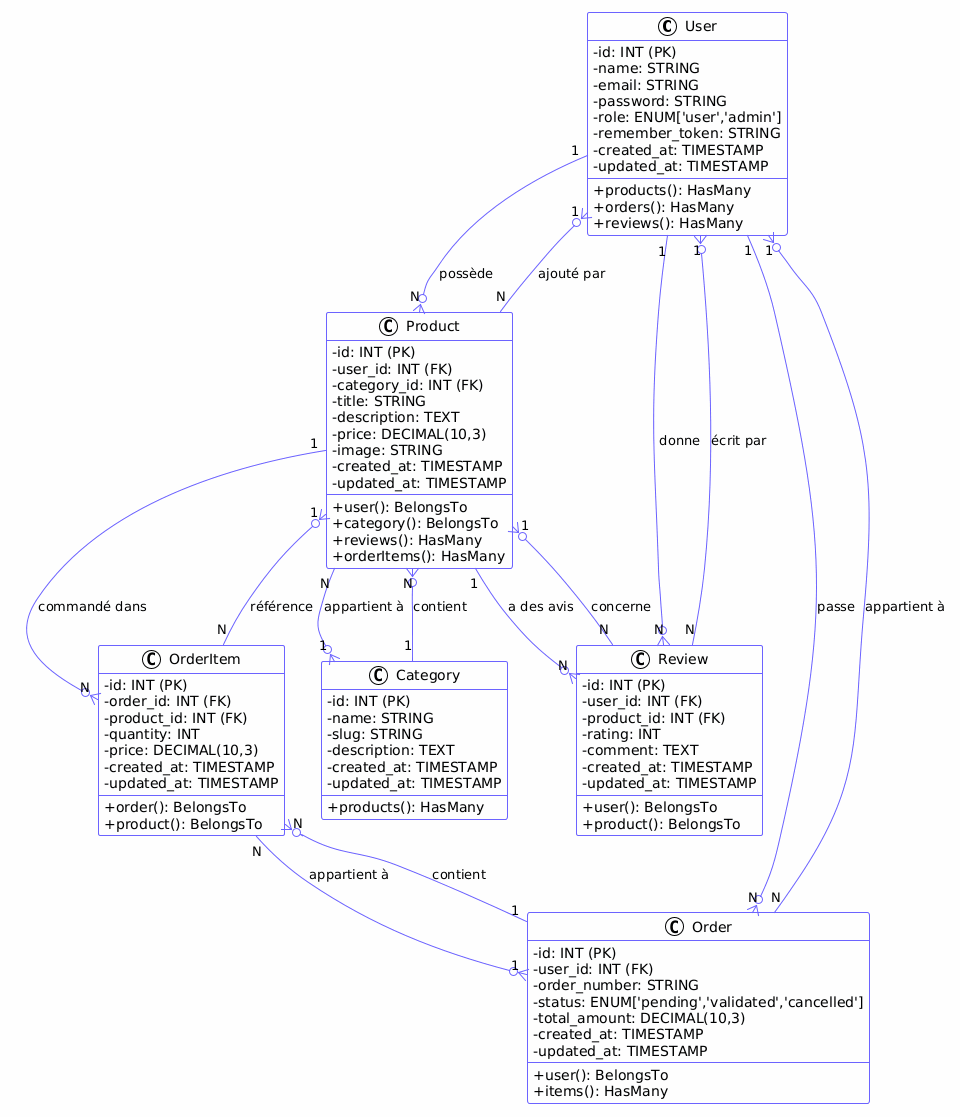 C User
-id: INT (PK)
-name: STRING
-email: STRING
-password: STRING
-role: ENUM['user','admin']
-remember_token: STRING
-created_at: TIMESTAMP
-updated_at: TIMESTAMP
+products(): HasMany
+orders(): HasMany
+reviews(): HasMany
1
1
1
1
1
1
possède
ajouté par
N
N
C Product
-id: INT (PK)
-user_id: INT (FK)
-category_id: INT (FK)
-title: STRING
-description: TEXT
-price: DECIMAL(10,3)
-image: STRING
-created_at: TIMESTAMP
-updated_at: TIMESTAMP
+user(): BelongsTo
+category(): BelongsTo
+reviews(): HasMany
+orderItems(): HasMany
1
1
1
N
N
1
donne
écrit par
commandé dans
référence
appartient à
contient
a des avis
concerne
passe
appartient à
N
N
1
1
N
N
N
N
C OrderItem
-id: INT (PK)
-order_id: INT (FK)
-product_id: INT (FK)
-quantity: INT
-price: DECIMAL(10,3)
-created_at: TIMESTAMP
-updated_at: TIMESTAMP
+order(): BelongsTo
+product(): BelongsTo
C Category
-id: INT (PK)
-name: STRING
-slug: STRING
-description: TEXT
-created_at: TIMESTAMP
-updated_at: TIMESTAMP
+products(): HasMany
C Review
-id: INT (PK)
-user_id: INT (FK)
-product_id: INT (FK)
-rating: INT
-comment: TEXT
-created_at: TIMESTAMP
-updated_at: TIMESTAMP
+user(): BelongsTo
+product(): BelongsTo
N
N
appartient à
contient
N
N
1
1
C Order
-id: INT (PK)
-user_id: INT (FK)
-order_number: STRING
-status: ENUM['pending','validated','cancelled']
-total_amount: DECIMAL(10,3)
-created_at: TIMESTAMP
-updated_at: TIMESTAMP
+user(): BelongsTo
+items(): HasMany